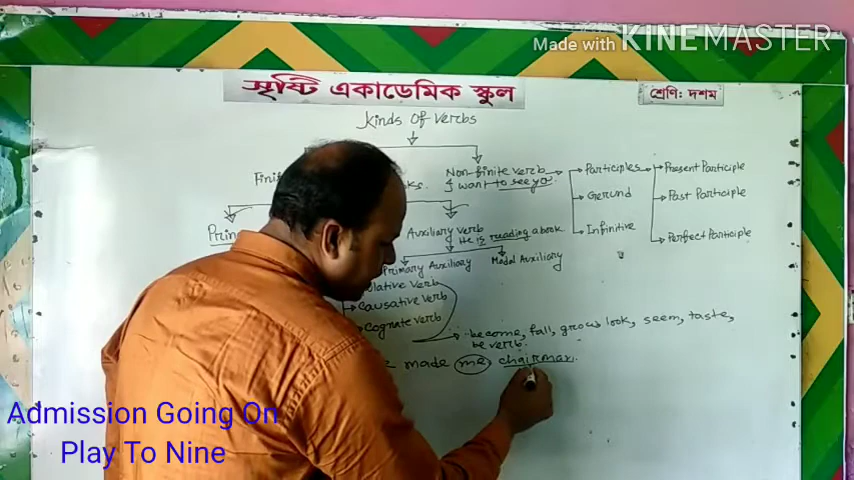 Made with KINEMASTER
সৃষ্টি একাডেমিক স্কুল
শ্রেণি: দশম
Kinds Of Verbs
Non-finite verb
I want to see you.
Participles
Present Participle
Gerund
Past Participle
Infinitive
Perfect Participle
Auxiliary verb
He is reading a book
Primary Auxiliary
Modal Auxiliary
Causative verb
Cognate verb
become, fall, grow look, seem, taste,
be verb.
made me chairman.
Admission Going On
Play To Nine